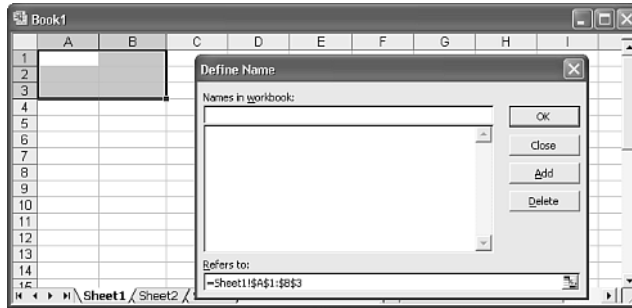 Book1
A B C D E F G H I
1
2
3
4
5
6
7
8
9
10
11
12
13
14
15
Define Name
Names in workbook:
OK
Close
Add
Delete
Refers to:
=Sheet1!$A$1:$B$3
Sheet1 Sheet2